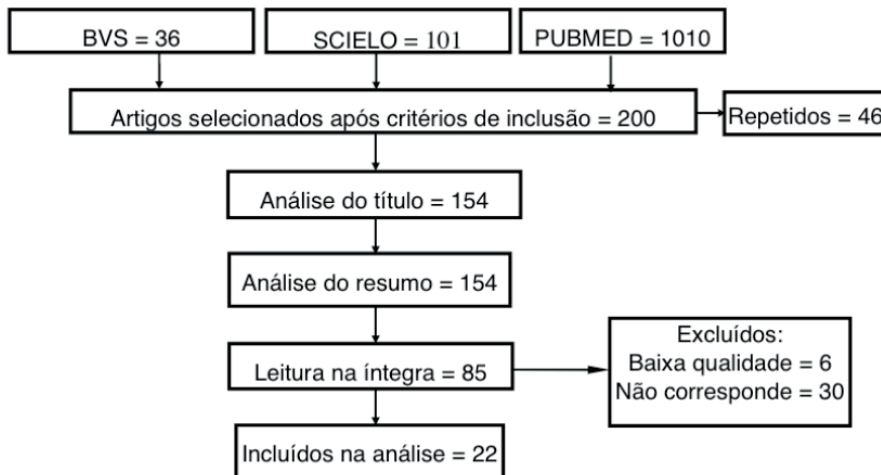 BVS = 36
SCIELO = 101
PUBMED = 1010
Artigos selecionados após critérios de inclusão = 200
Repetidos = 46
Análise do título = 154
Análise do resumo = 154
Leitura na íntegra = 85
Excluídos:
Baixa qualidade = 6
Não corresponde = 30
Incluídos na análise = 22